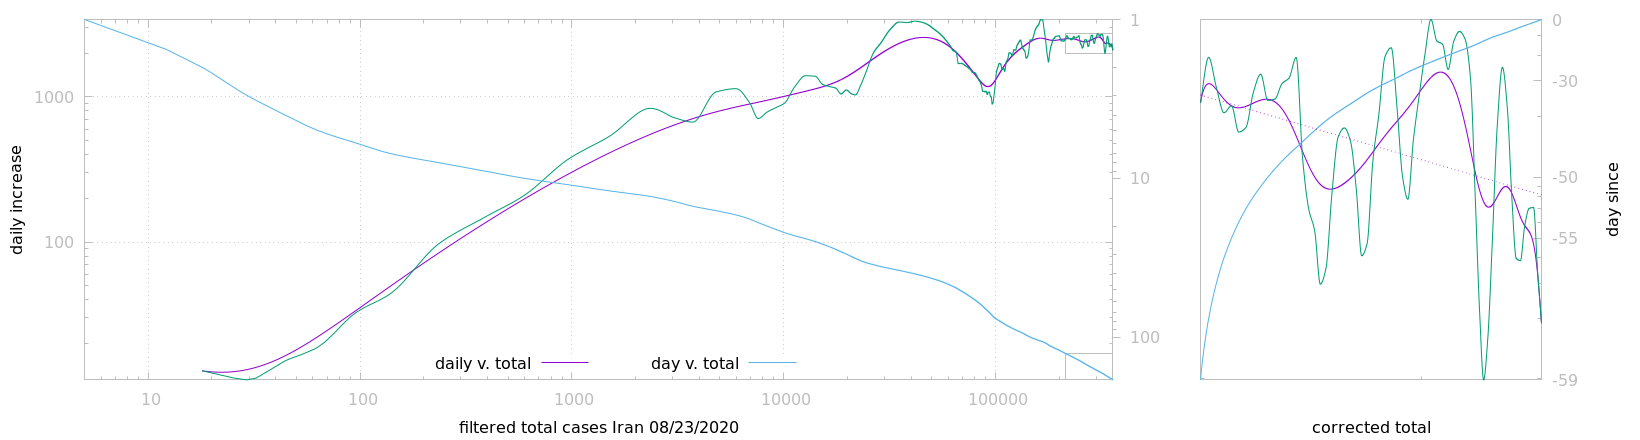 daily increase
1000
100
10
100
1000
10000
100000
1
10
100
daily v. total
day v. total
filtered total cases Iran 08/23/2020
0
-30
-50
-55
-59
day since
corrected total